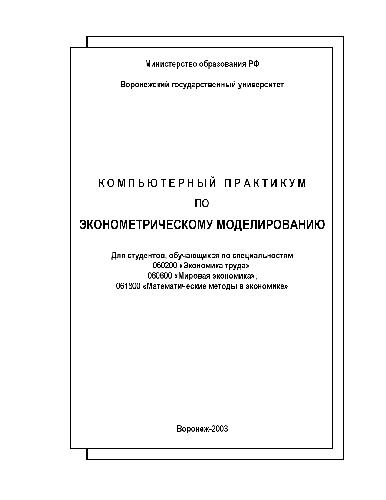 Министерство образования РФ
Воронежский государственный университет
КОМПЬЮТЕРНЫЙ ПРАКТИКУМ
ПО
ЭКОНОМЕТРИЧЕСКОМУ МОДЕЛИРОВАНИЮ
Для студентов, обучающихся по специальностям
060200 «Экономика труда»
060600 «Мировая экономика»,
061800 «Математические методы в экономике»
Воронеж-2003